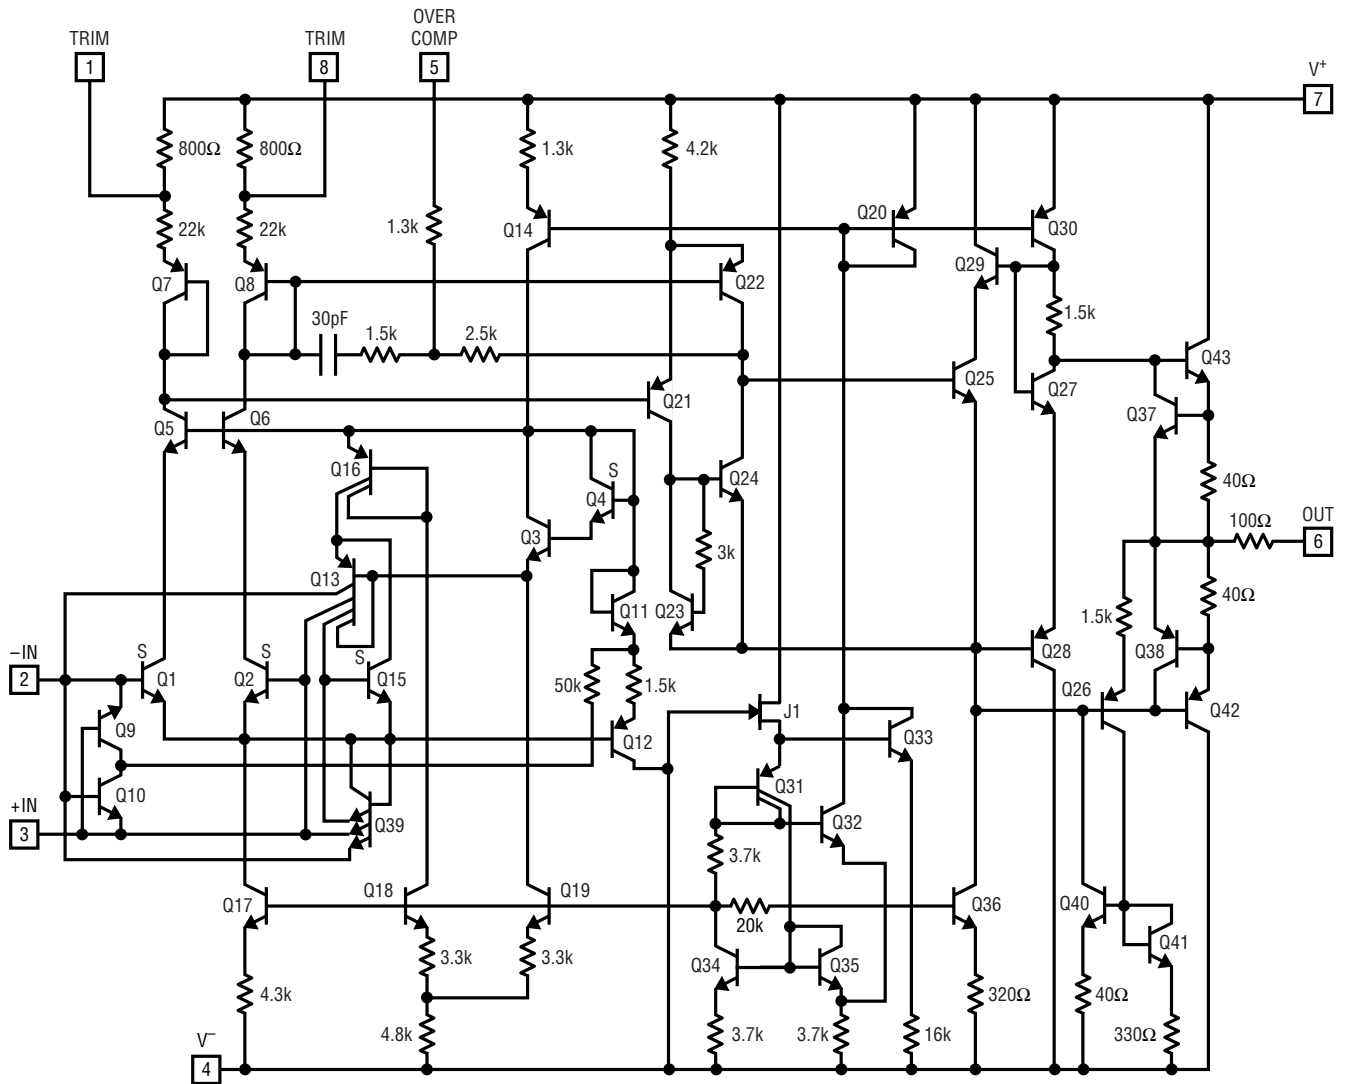 OVER
TRIM TRIM COMP
1 8 5
V+
7
800Ω 800Ω 1.3k 4.2k
Q20
22k 22k 1.3k Q14 Q30
Q29
Q7 Q8 Q22
30pF 1.5k 2.5k 1.5k
Q43
Q25 Q27
Q21 Q37
Q5 Q6
Q16 S Q24 40Ω
Q4
100Ω OUT
Q3 3k 6
Q13
Q11 Q23 1.5k 40Ω
–IN S S S Q28 Q38
2 Q1 Q2 Q15 50k 1.5k Q26
J1 Q42
Q9 Q12 Q33
Q31
+IN Q10
3 Q39 Q32
3.7k
Q17 Q18 Q19 Q36 Q40
20k
Q41
3.3k 3.3k Q34 Q35
4.3k 320Ω 40Ω
4.8k 3.7k 3.7k 16k 330Ω
V–
4